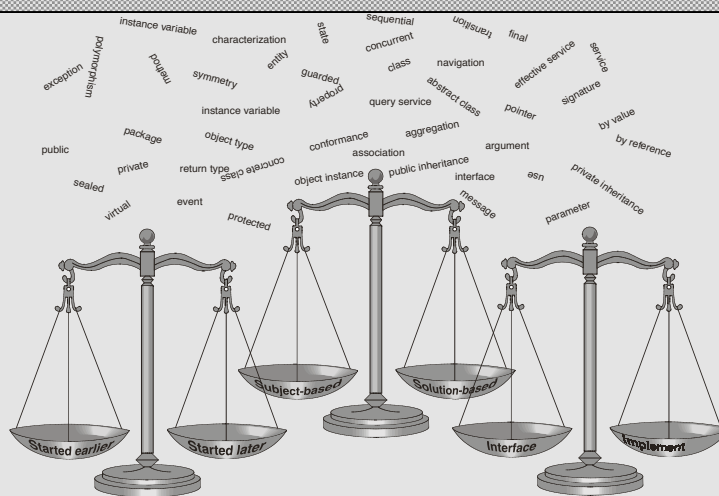 instance variable
sequential
state
transition
final
characterization
concurrent
entity
polymorphism
method
exception
symmetry
guarded
class
navigation
effective service
service
property
abstract class
signature
instance variable
query service
pointer
by value
package
object type
conformance
aggregation
by reference
public
association
argument
private
return type
concrete class
object instance
public inheritance
interface
use
private inheritance
sealed
virtual
event
protected
message
parameter
Subject-based
Solution-based
Started earlier
Started later
Interface
Implement